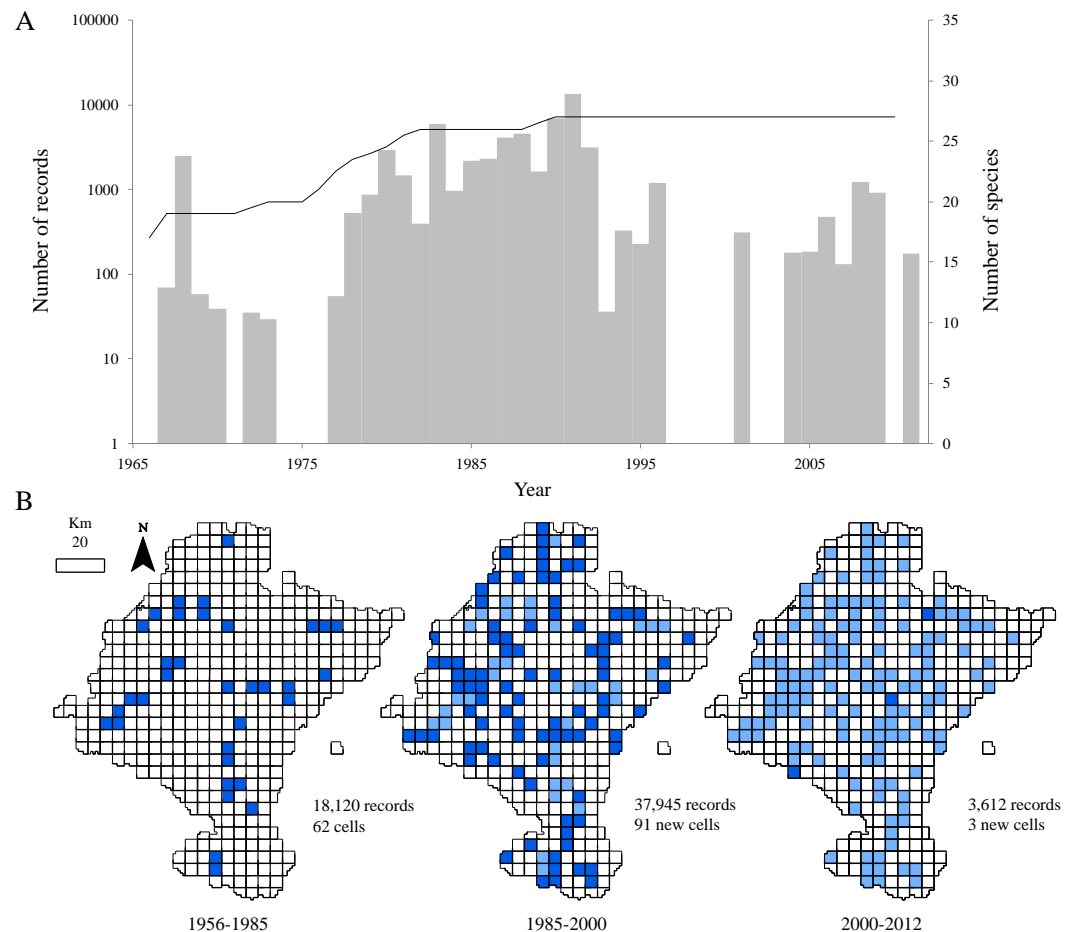 A
100000
10000
1000
100
10
1
Number of records
35
30
25
20
15
10
5
0
Number of species
1965
1975
1985
1995
2005
Year
B
Km
20
N
18,120 records
62 cells
37,945 records
91 new cells
3,612 records
3 new cells
1956-1985
1985-2000
2000-2012